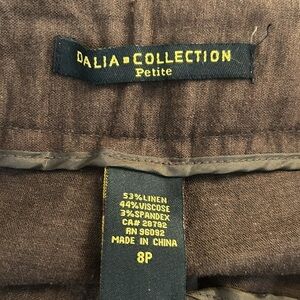 DALIA▪COLLECTION
Petite
53%LINEN
44%VISCOSE
3%SPANDEX
CA# 28792
RN 96092
MADE IN CHINA
8P